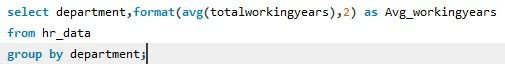 select department,format(avg(totalworkingyears),2) as Avg_workingyears
from hr_data
group by department;